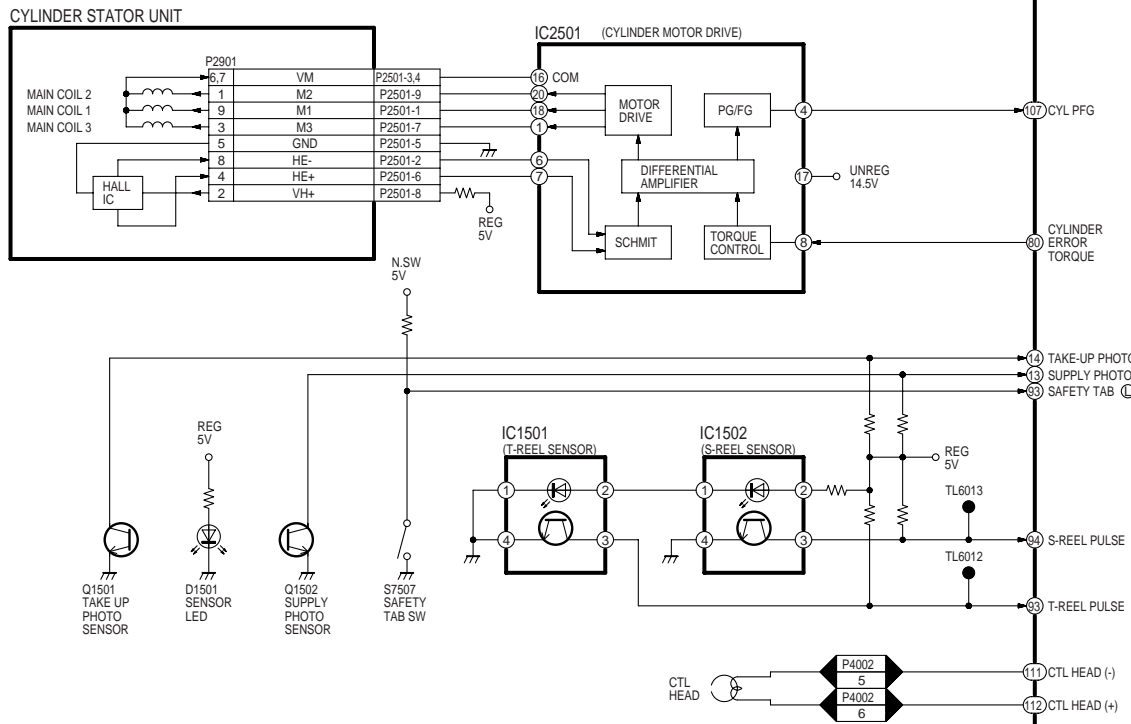 CYLINDER STATOR UNIT
IC2501 (CYLINDER MOTOR DRIVE)
P2901
6,7 VM P2501-3,4
1 M2 P2501-9
9 M1 P2501-1
3 M3 P2501-7
5 GND P2501-5
8 HE- P2501-2
4 HE+ P2501-6
2 VH+ P2501-8
MAIN COIL 2
MAIN COIL 1
MAIN COIL 3
HALL
IC
REG
5V
16 COM
20
18
1
6
7
MOTOR
DRIVE
PG/FG
DIFFERENTIAL
AMPLIFIER
SCHMIT
TORQUE
CONTROL
4
17
8
UNREG
14.5V
107 CYL PFG
80 CYLINDER
ERROR
TORQUE
N.SW
5V
14 TAKE-UP PHOTO
13 SUPPLY PHOTO
93 SAFETY TAB
REG
5V
IC1501
(T-REEL SENSOR)
1 2
4 3
IC1502
(S-REEL SENSOR)
1 2
4 3
REG
5V
TL6013
94 S-REEL PULSE
TL6012
93 T-REEL PULSE
Q1501
TAKE UP
PHOTO
SENSOR
D1501
SENSOR
LED
Q1502
SUPPLY
PHOTO
SENSOR
S7507
SAFETY
TAB SW
CTL
HEAD
P4002
5
P4002
6
111 CTL HEAD (-)
112 CTL HEAD (+)